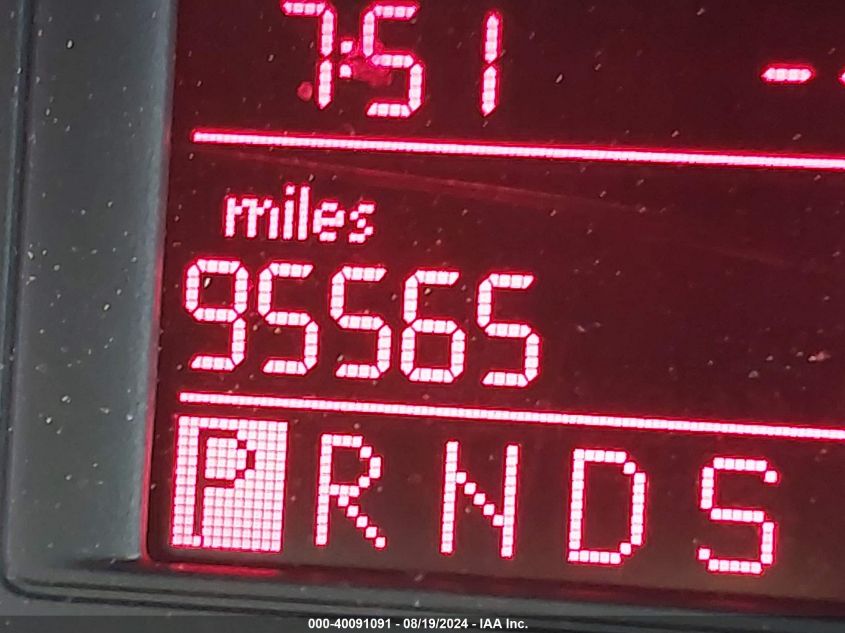 7:51 --
miles
95565
P R N D S
000-40091091 - 08/19/2024 - IAA Inc.